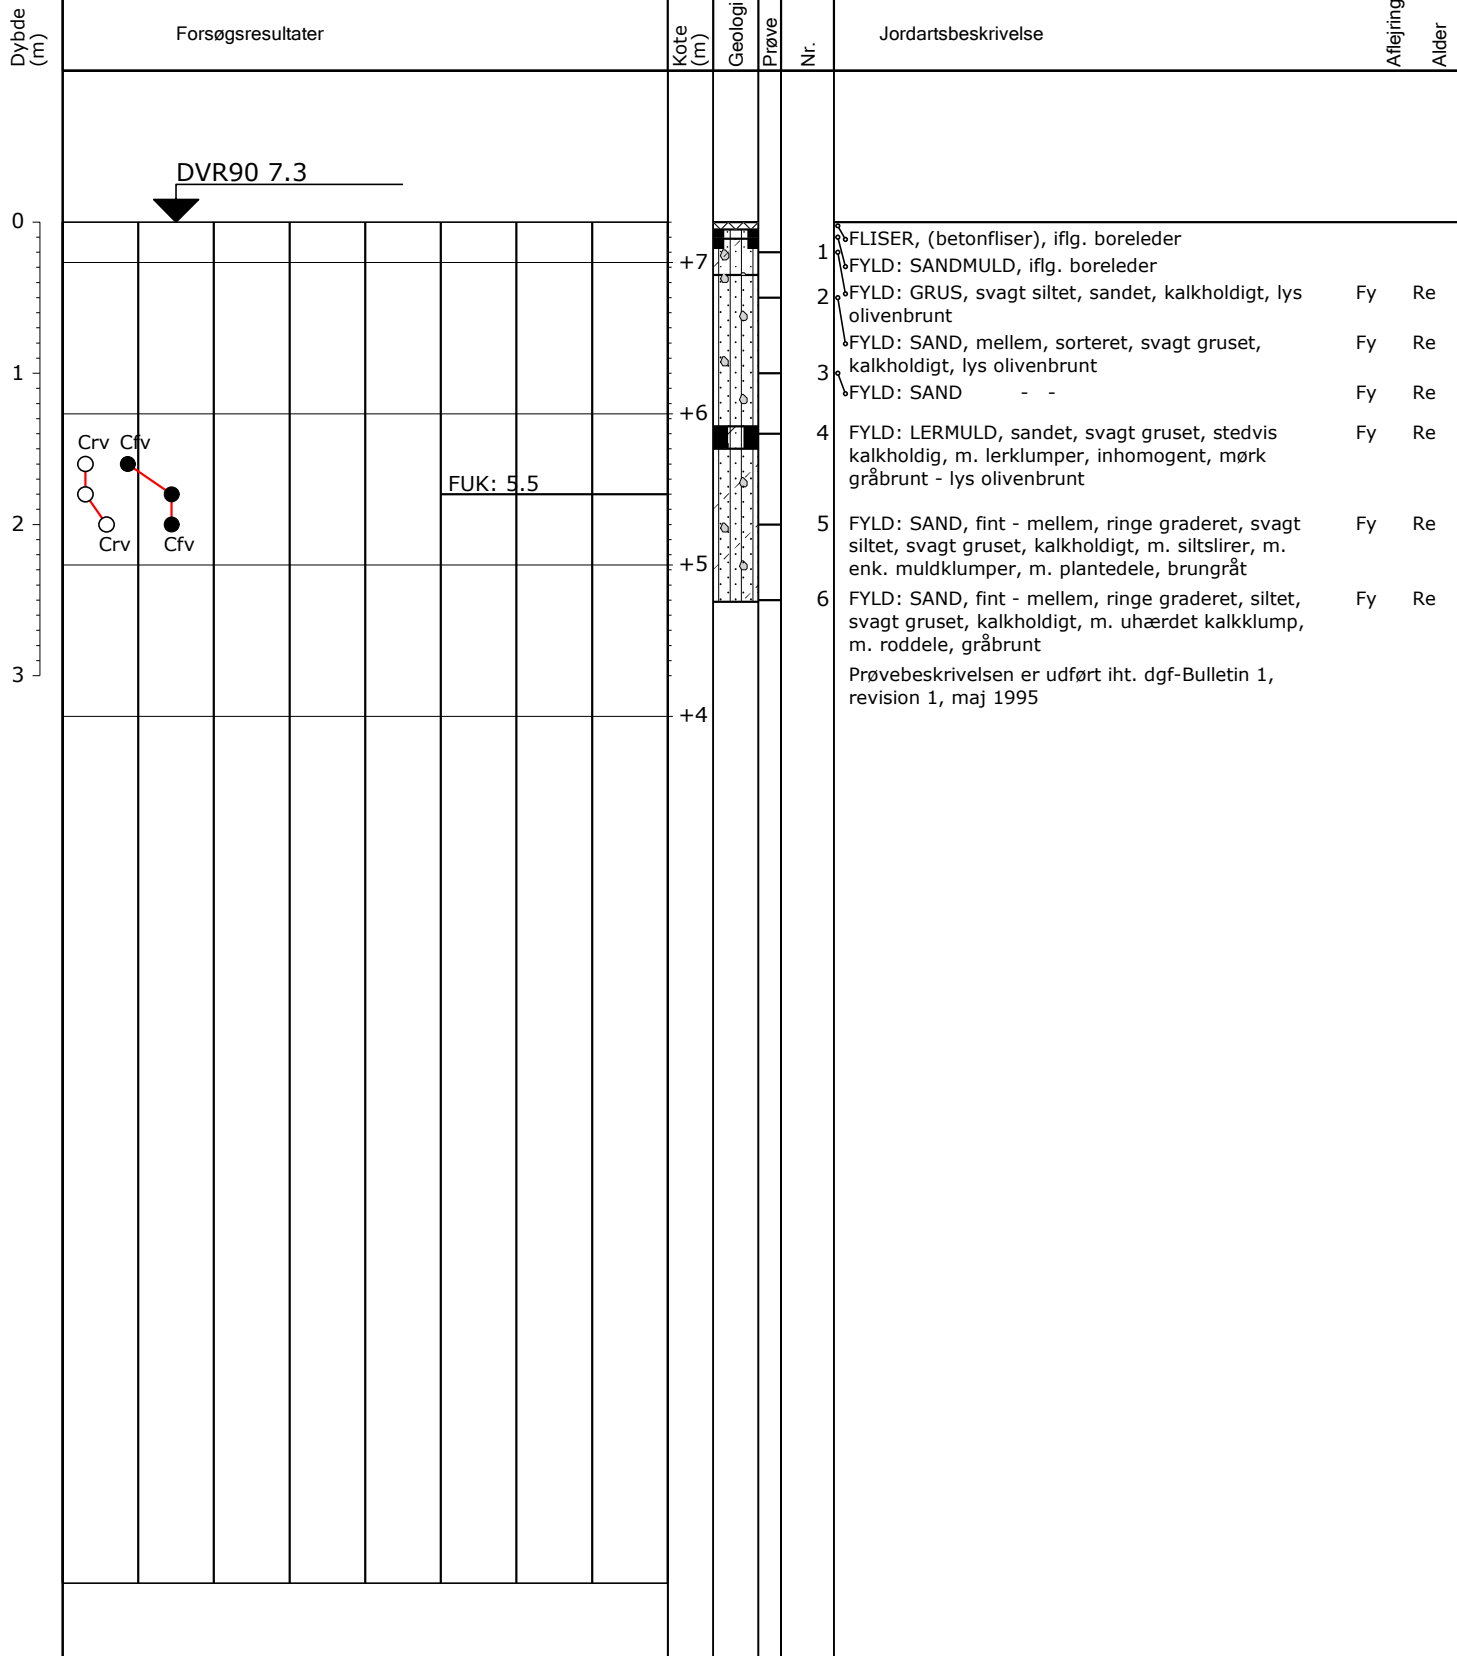 Dybde
(m)
Forsøgsresultater
Kote
(m)
Geologi
Prøve
Nr.
Jordartsbeskrivelse
Aflejring
Alder
DVR90 7.3
0
1
2
3
+7
+6
+5
+4
Crv Cfv
Crv Cfv
FUK: 5.5
FLISER, (betonfliser), iflg. boreleder
1
FYLD: SANDMULD, iflg. boreleder
2 FYLD: GRUS, svagt siltet, sandet, kalkholdigt, lys Fy Re
olivenbrunt
FYLD: SAND, mellem, sorteret, svagt gruset, Fy Re
kalkholdigt, lys olivenbrunt
3
FYLD: SAND - - Fy Re
4 FYLD: LERMULD, sandet, svagt gruset, stedvis Fy Re
kalkholdig, m. lerklumper, inhomogent, mørk
gråbrunt - lys olivenbrunt
5 FYLD: SAND, fint - mellem, ringe graderet, svagt Fy Re
siltet, svagt gruset, kalkholdigt, m. siltslirer, m.
enk. muldklumper, m. plantedele, brungråt
6 FYLD: SAND, fint - mellem, ringe graderet, siltet, Fy Re
svagt gruset, kalkholdigt, m. uhærdet kalkklump,
m. roddele, gråbrunt
Prøvebeskrivelsen er udført iht. dgf-Bulletin 1,
revision 1, maj 1995